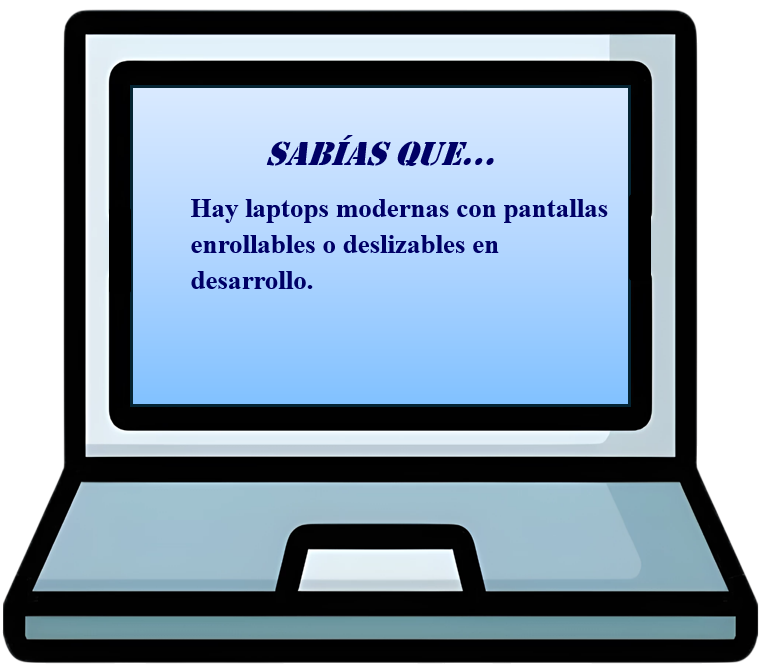 SABÍAS QUE...
Hay laptops modernas con pantallas
enrollables o deslizables en
desarrollo.